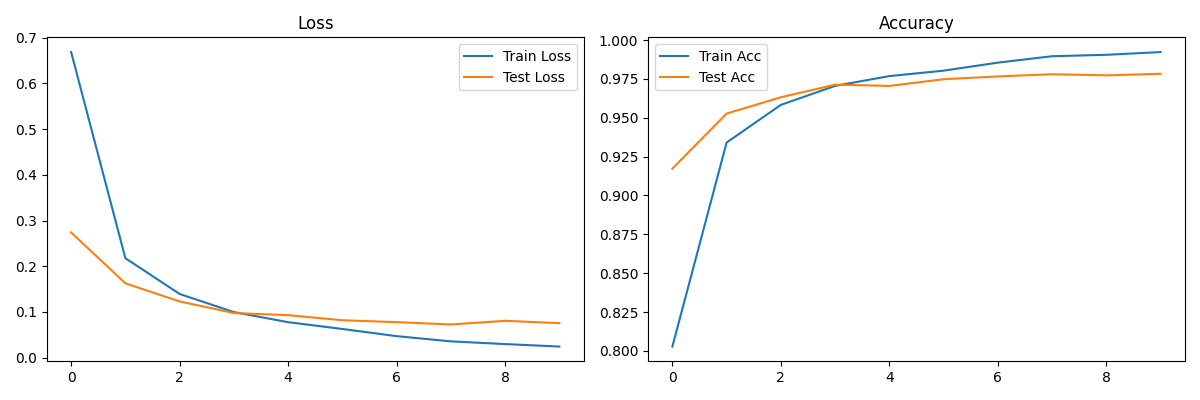 Loss
0.7
0.6
0.5
0.4
0.3
0.2
0.1
0.0
Train Loss
Test Loss
0 2 4 6 8
Accuracy
1.000
0.975
0.950
0.925
0.900
0.875
0.850
0.825
0.800
Train Acc
Test Acc
0 2 4 6 8